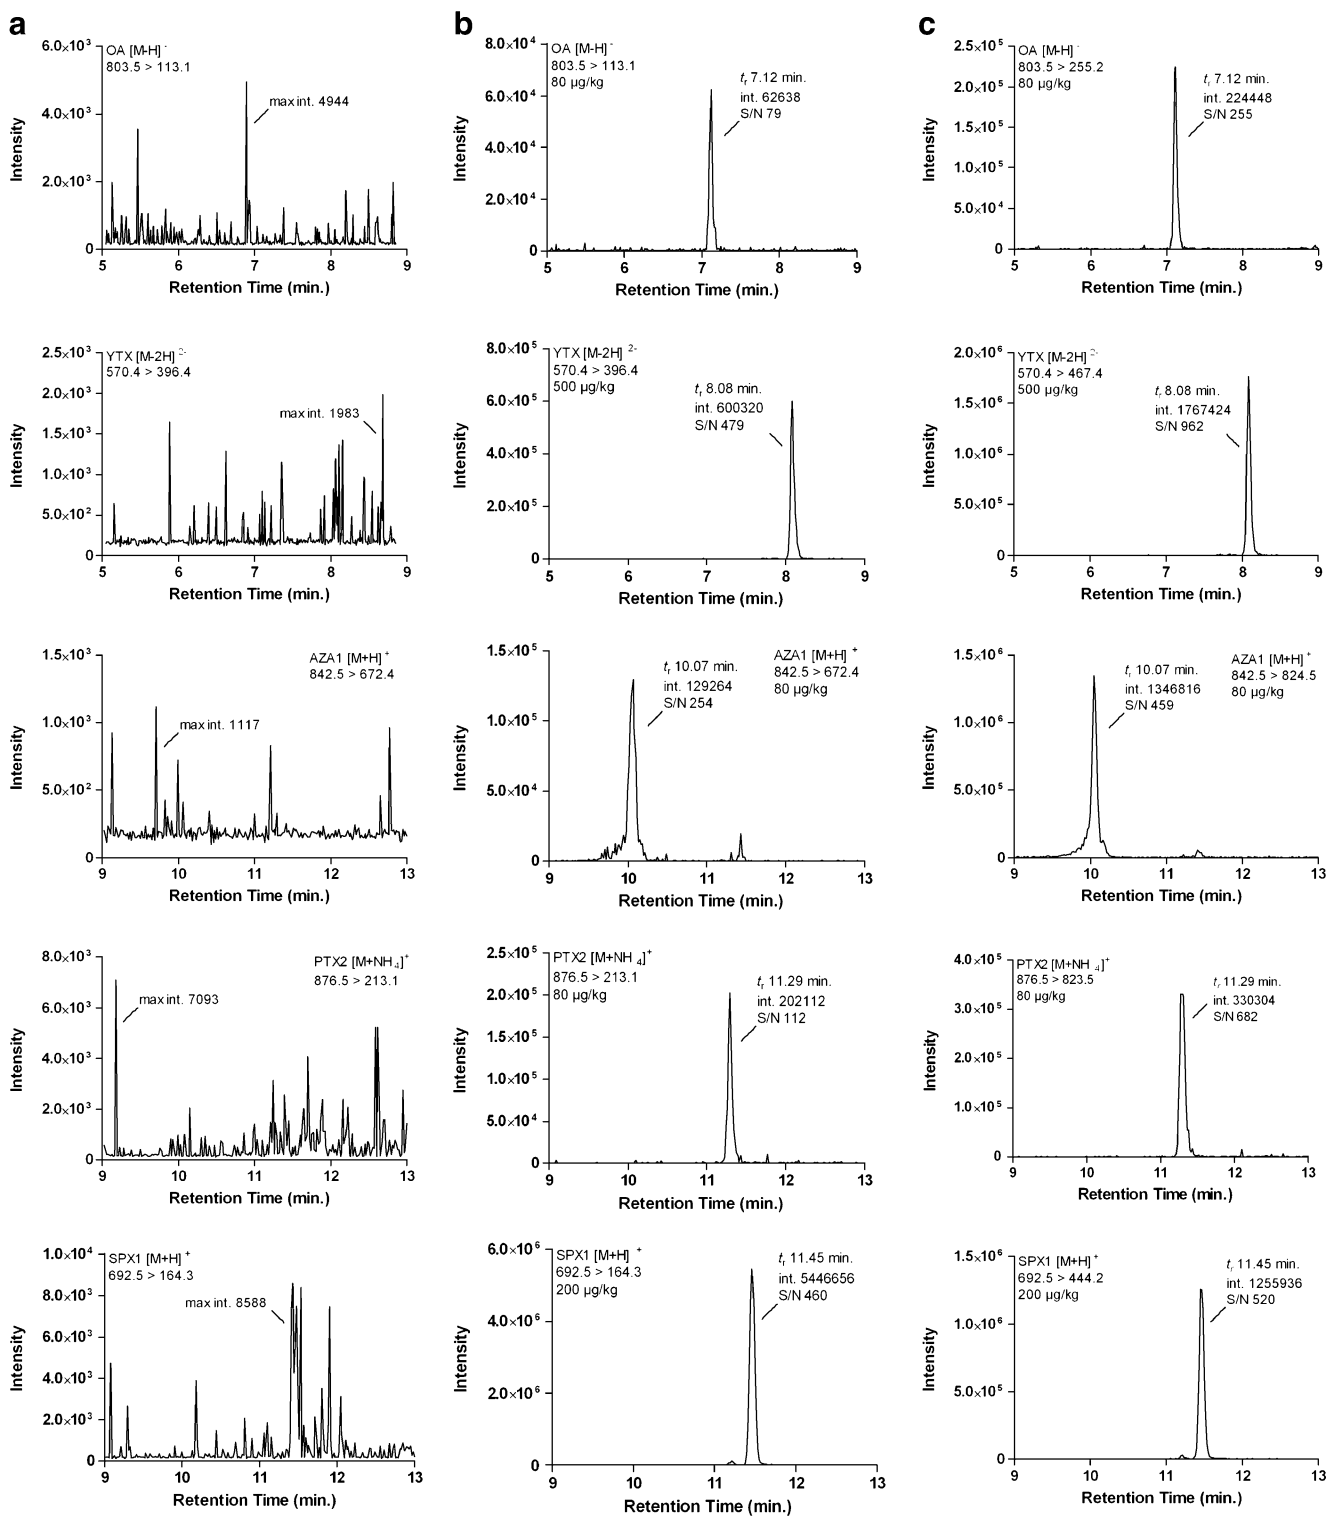 a
b
c
6.0×10³
4.0×10³
2.0×10³
0
Intensity
OA [M-H] -
803.5 > 113.1
max int. 4944
5 6 7 8 9
Retention Time (min.)
8.0×10⁴
6.0×10⁴
4.0×10⁴
2.0×10⁴
0
Intensity
OA [M-H] -
803.5 > 113.1
80 µg/kg
tr 7.12 min.
int. 62638
S/N 79
5 6 7 8 9
Retention Time (min.)
2.5×10⁵
2.0×10⁵
1.5×10⁵
1.0×10⁵
5.0×10⁴
0
Intensity
OA [M-H] -
803.5 > 255.2
80 µg/kg
tr 7.12 min.
int. 224448
S/N 255
5 6 7 8 9
Retention Time (min.)
2.5×10³
2.0×10³
1.5×10³
1.0×10³
5.0×10²
0
Intensity
YTX [M-2H] 2-
570.4 > 396.4
max int. 1983
5 6 7 8 9
Retention Time (min.)
8.0×10⁵
6.0×10⁵
4.0×10⁵
2.0×10⁵
0
Intensity
YTX [M-2H] 2-
570.4 > 396.4
500 µg/kg
tr 8.08 min.
int. 600320
S/N 479
5 6 7 8 9
Retention Time (min.)
2.0×10⁶
1.5×10⁶
1.0×10⁶
5.0×10⁵
0
Intensity
YTX [M-2H] 2-
570.4 > 467.4
500 µg/kg
tr 8.08 min.
int. 1767424
S/N 962
5 6 7 8 9
Retention Time (min.)
1.5×10³
1.0×10³
5.0×10²
0
Intensity
AZA1 [M+H] +
842.5 > 672.4
max int. 1117
9 10 11 12 13
Retention Time (min.)
1.5×10⁵
1.0×10⁵
5.0×10⁴
0
Intensity
tr 10.07 min.
int. 129264
S/N 254
AZA1 [M+H] +
842.5 > 672.4
80 µg/kg
9 10 11 12 13
Retention Time (min.)
1.5×10⁶
1.0×10⁶
5.0×10⁵
0
Intensity
tr 10.07 min.
int. 1346816
S/N 459
AZA1 [M+H] +
842.5 > 824.5
80 µg/kg
9 10 11 12 13
Retention Time (min.)
8.0×10³
6.0×10³
4.0×10³
2.0×10³
0
Intensity
PTX2 [M+NH4]+
876.5 > 213.1
max int. 7093
9 10 11 12 13
Retention Time (min.)
2.5×10⁵
2.0×10⁵
1.5×10⁵
1.0×10⁵
5.0×10⁴
0
Intensity
PTX2 [M+NH4]+
876.5 > 213.1
80 µg/kg
tr 11.29 min.
int. 202112
S/N 112
9 10 11 12 13
Retention Time (min.)
4.0×10⁵
3.0×10⁵
2.0×10⁵
1.0×10⁵
0
Intensity
PTX2 [M+NH4]+
876.5 > 823.5
80 µg/kg
tr 11.29 min.
int. 330304
S/N 682
9 10 11 12 13
Retention Time (min.)
1.0×10⁴
8.0×10³
6.0×10³
4.0×10³
2.0×10³
0
Intensity
SPX1 [M+H] +
692.5 > 164.3
max int. 8588
9 10 11 12 13
Retention Time (min.)
6.0×10⁶
4.0×10⁶
2.0×10⁶
0
Intensity
SPX1 [M+H] +
692.5 > 164.3
200 µg/kg
tr 11.45 min.
int. 5446656
S/N 460
9 10 11 12 13
Retention Time (min.)
1.5×10⁶
1.0×10⁶
5.0×10⁵
0
Intensity
SPX1 [M+H] +
692.5 > 444.2
200 µg/kg
tr 11.45 min.
int. 1255936
S/N 520
9 10 11 12 13
Retention Time (min.)